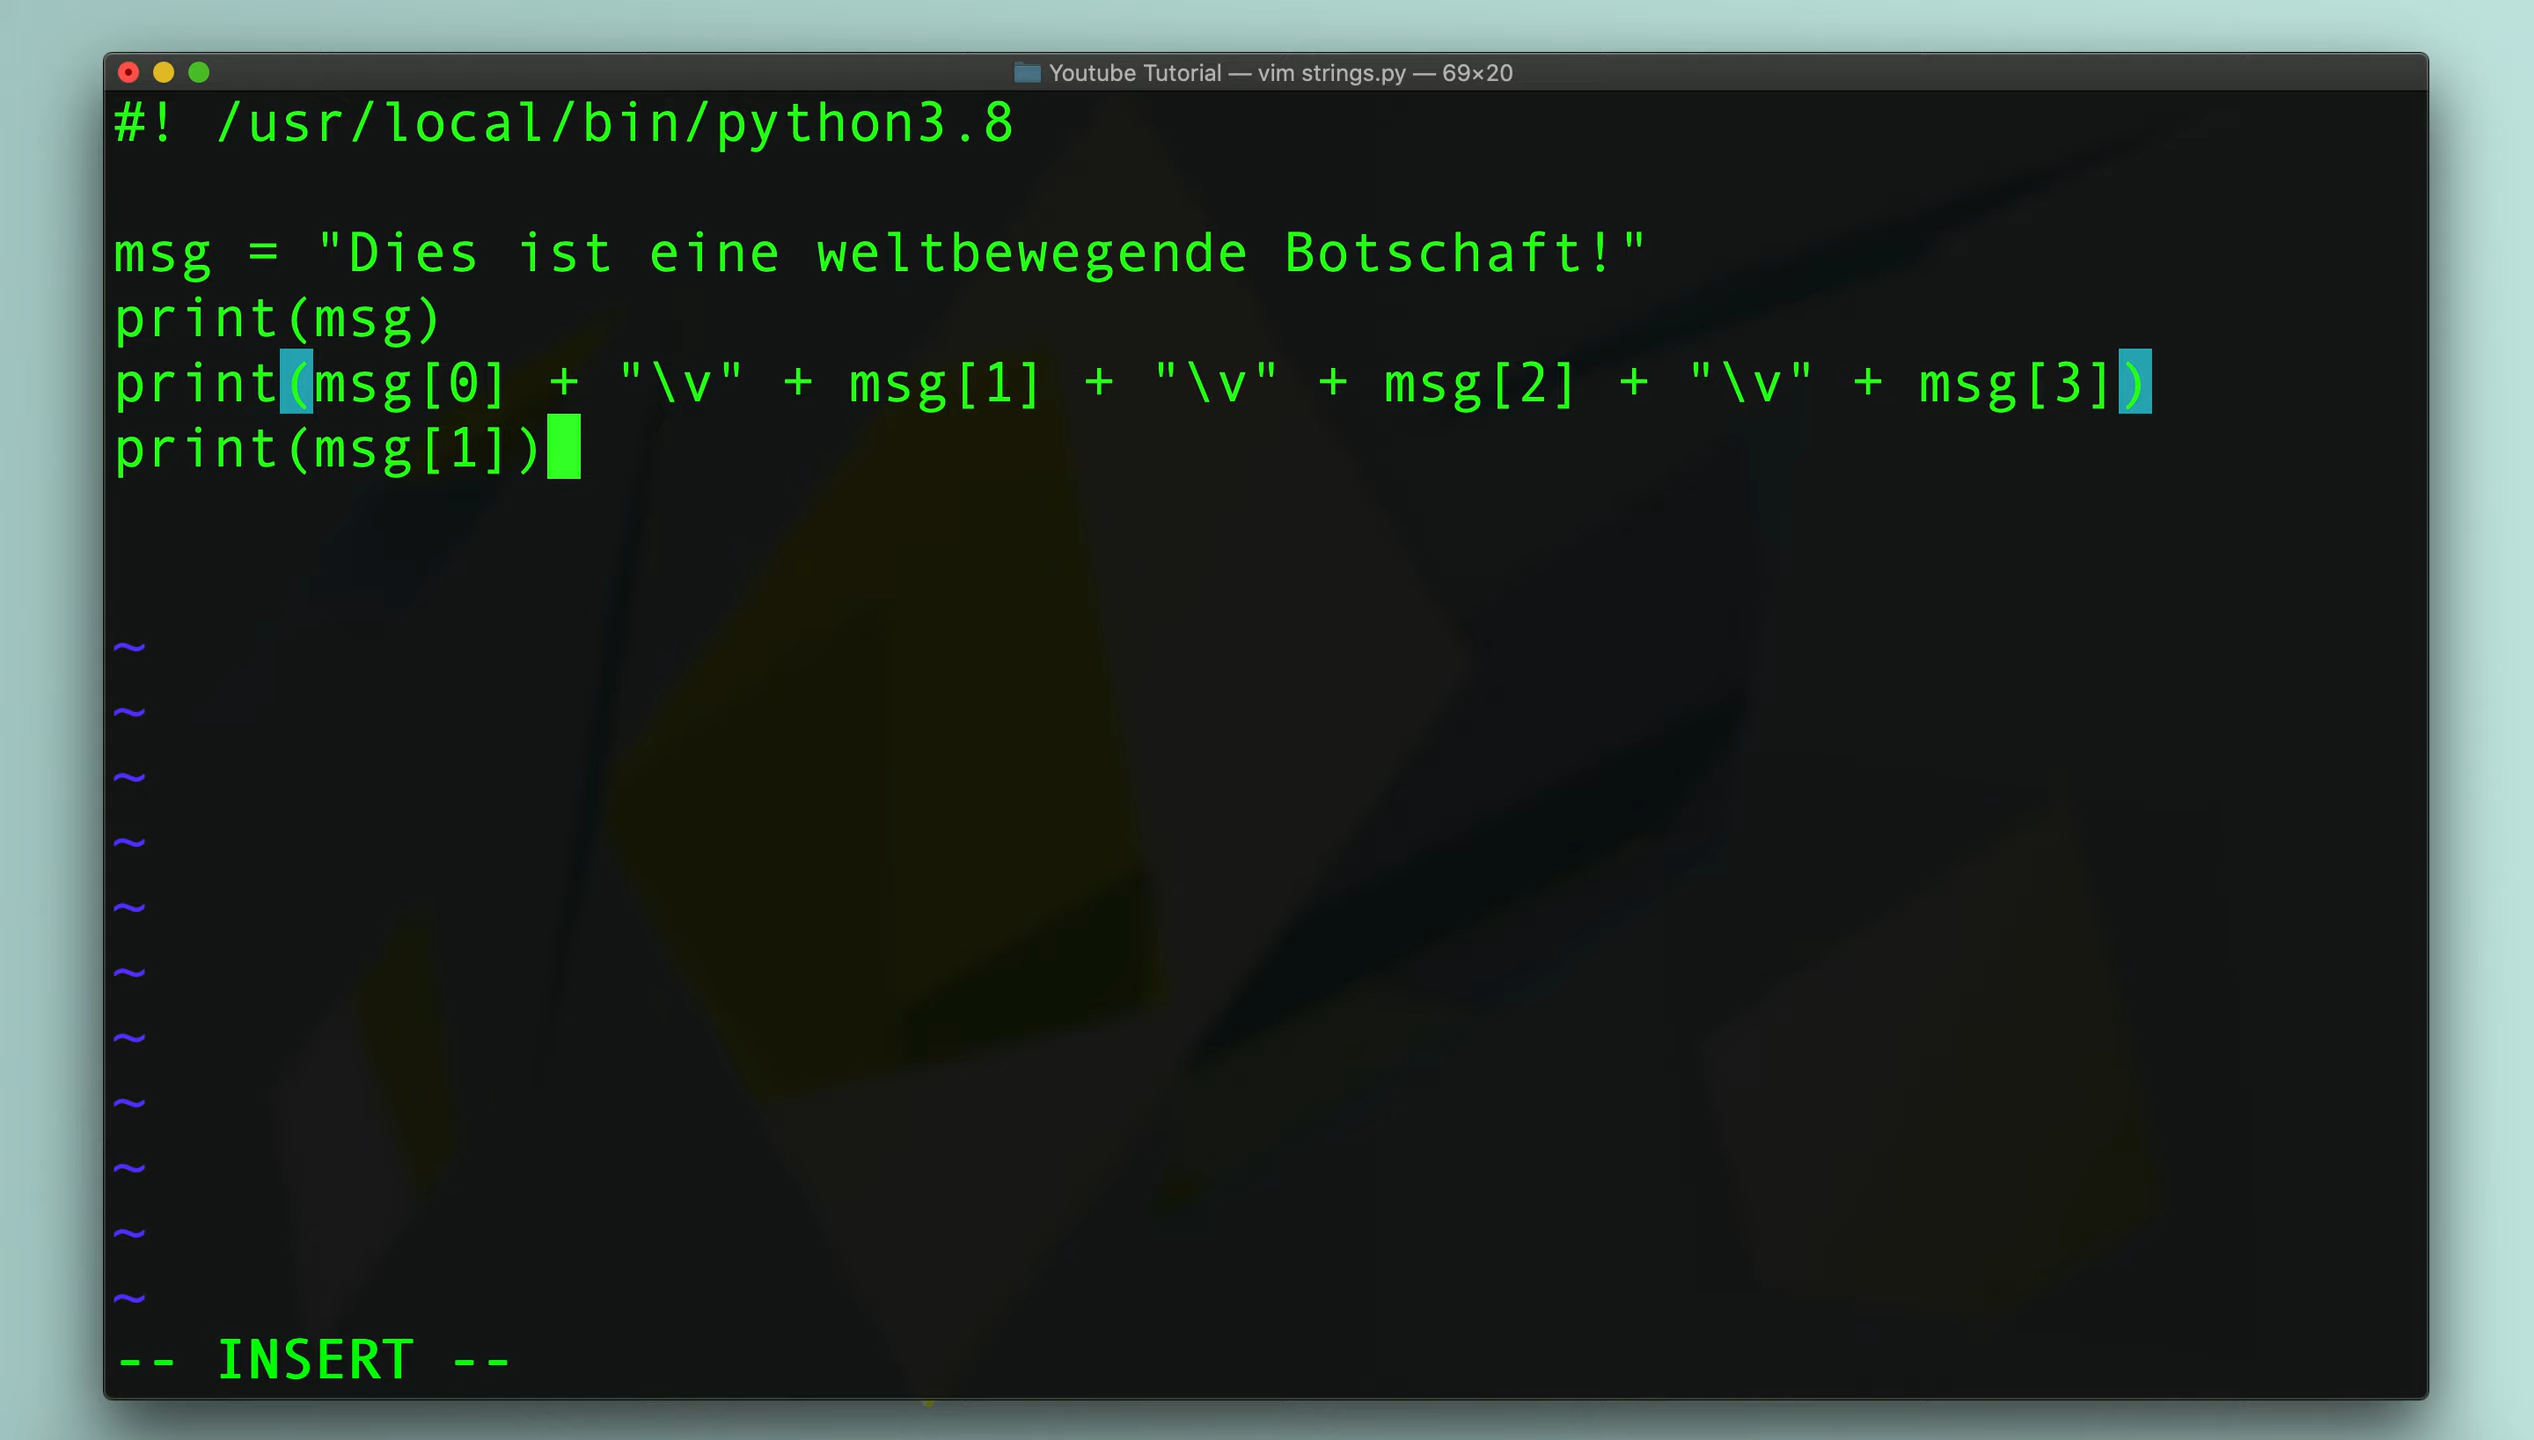 Youtube Tutorial — vim strings.py — 69×20
#! /usr/local/bin/python3.8
msg = "Dies ist eine weltbewegende Botschaft!"
print(msg)
print(msg[0] + "\v" + msg[1] + "\v" + msg[2] + "\v" + msg[3])
print(msg[1])
~
~
~
~
~
~
~
~
~
~
~
-- INSERT --